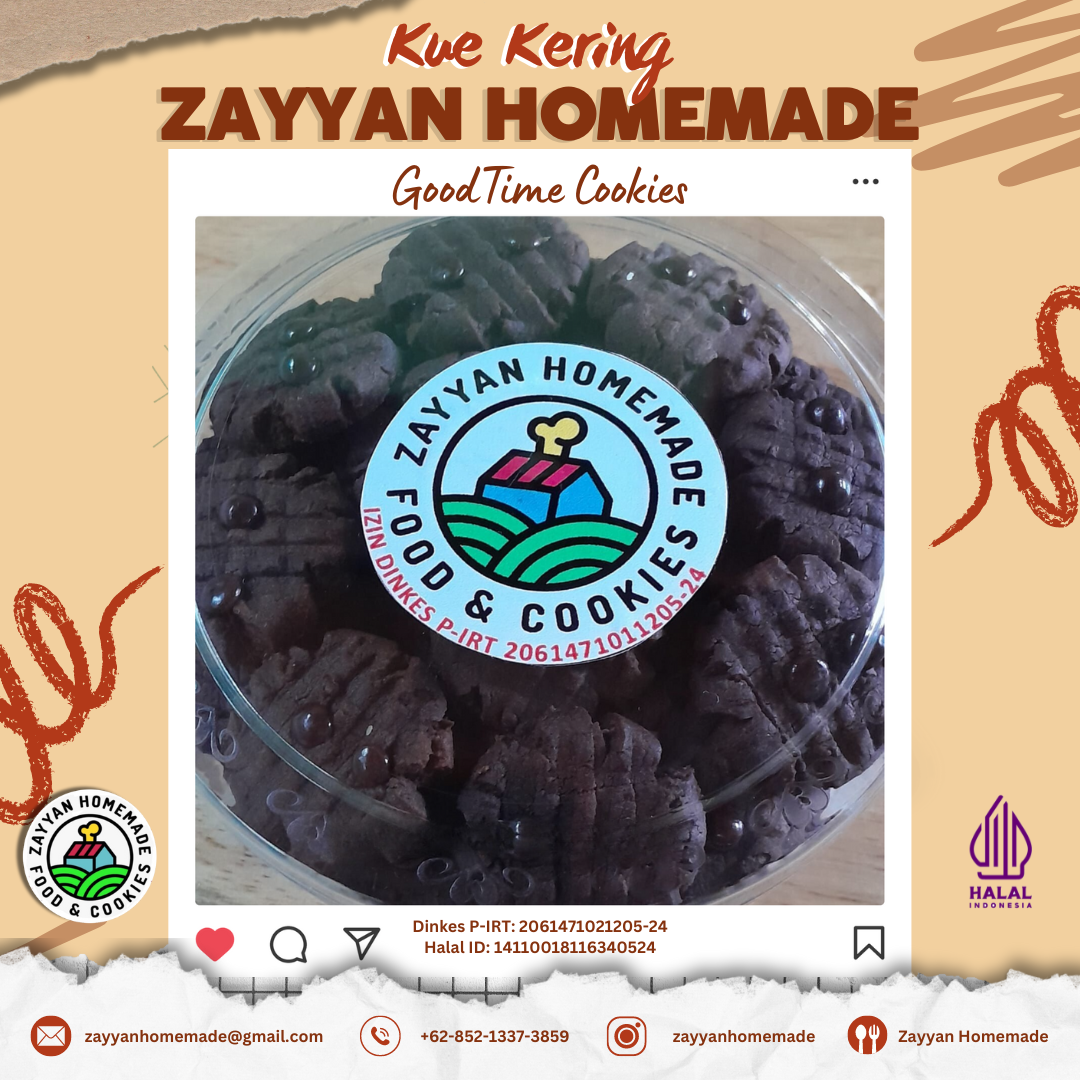 Kue Kering
ZAYYAN HOMEMADE
GoodTime Cookies
ZAYYAN HOMEMADE
FOOD & COOKIES
IZIN DINKES P-IRT 2061471011205-24
ZAYYAN HOMEMADE
FOOD & COOKIES
HALAL
INDONESIA
Dinkes P-IRT: 2061471021205-24
Halal ID: 14110018116340524
zayyanhomemade@gmail.com
+62-852-1337-3859
zayyanhomemade
Zayyan Homemade